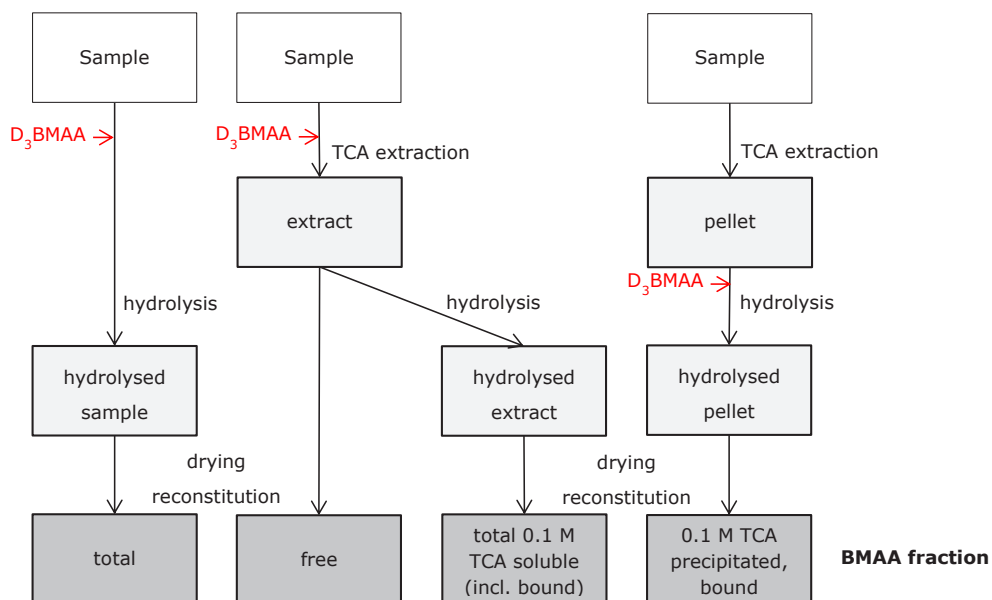 Sample
Sample
Sample
D₃BMAA
D₃BMAA
TCA extraction
TCA extraction
extract
pellet
D₃BMAA
hydrolysis
hydrolysis
hydrolysis
hydrolysed
sample
hydrolysed
extract
hydrolysed
pellet
drying
reconstitution
drying
reconstitution
total
free
total 0.1 M
TCA soluble
(incl. bound)
0.1 M TCA
precipitated,
bound
BMAA fraction